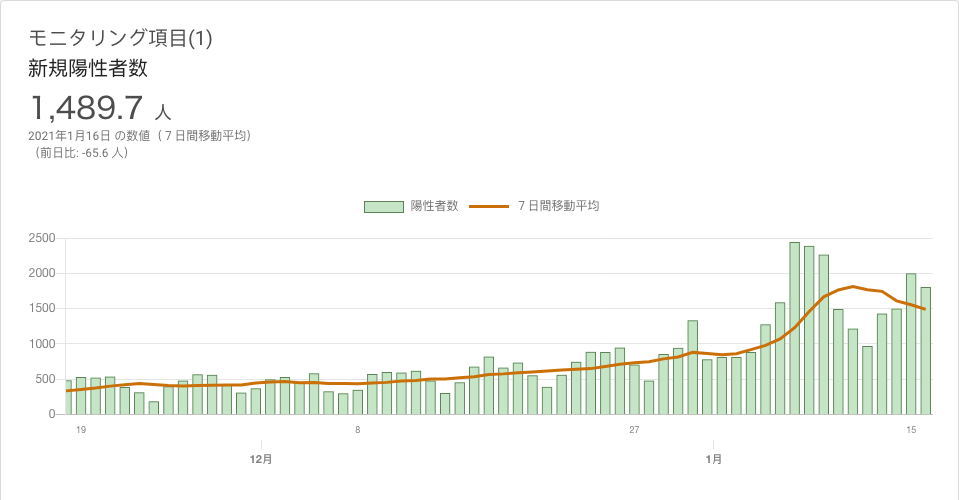 モニタリング項目(1)
新規陽性者数
1,489.7 人
2021年1月16日 の数値（７日間移動平均）
（前日比: -65.6 人）
陽性者数 ７日間移動平均
2500
2000
1500
1000
500
0
19 8 27 15
12月 1月